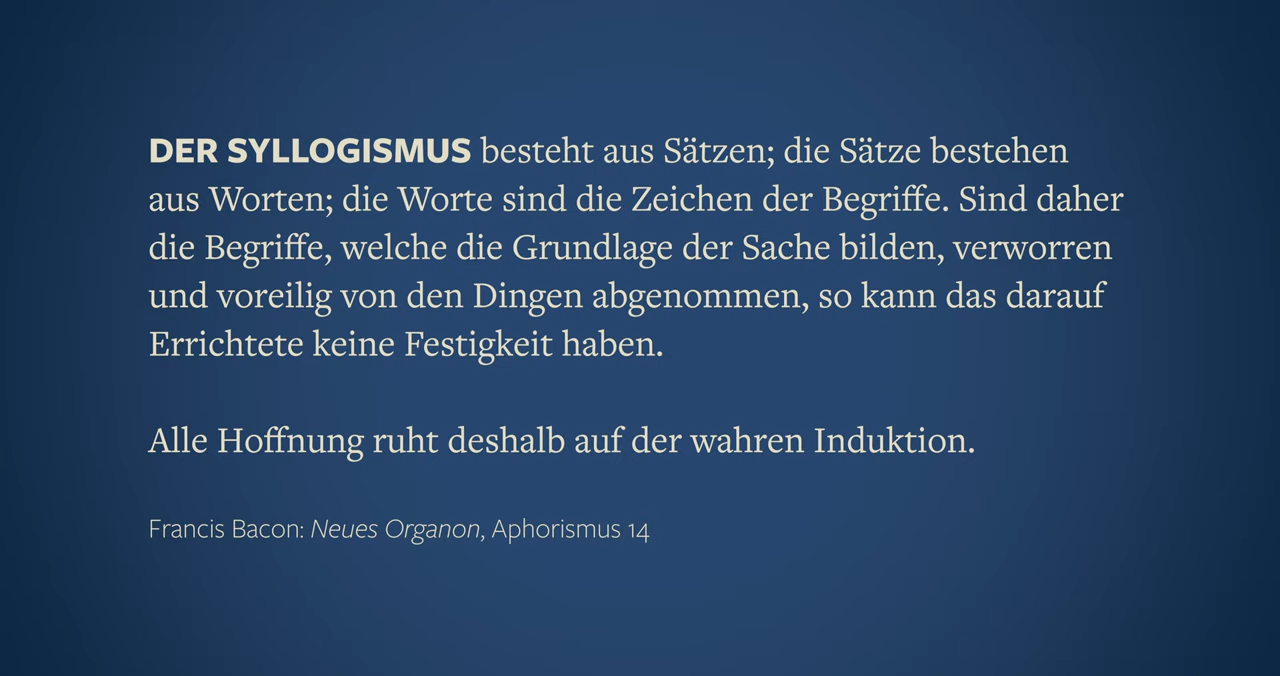 DER SYLLOGISMUS besteht aus Sätzen; die Sätze bestehen
aus Worten; die Worte sind die Zeichen der Begriffe. Sind daher
die Begriffe, welche die Grundlage der Sache bilden, verworren
und voreilig von den Dingen abgenommen, so kann das darauf
Errichtete keine Festigkeit haben.
Alle Hoffnung ruht deshalb auf der wahren Induktion.
Francis Bacon: Neues Organon, Aphorismus 14